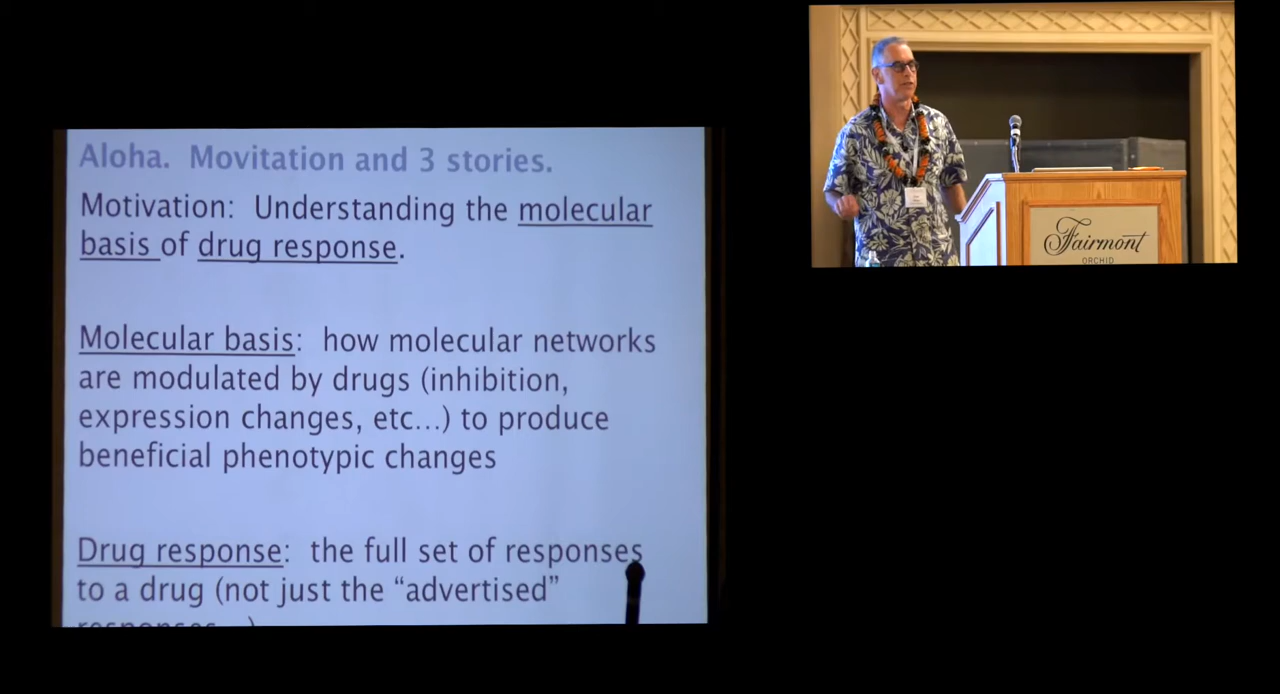 Aloha. Movitation and 3 stories.
Motivation: Understanding the molecular
basis of drug response.
Molecular basis: how molecular networks
are modulated by drugs (inhibition,
expression changes, etc...) to produce
beneficial phenotypic changes
Drug response: the full set of responses
to a drug (not just the “advertised”
responses...)
Fairmont
ORCHID